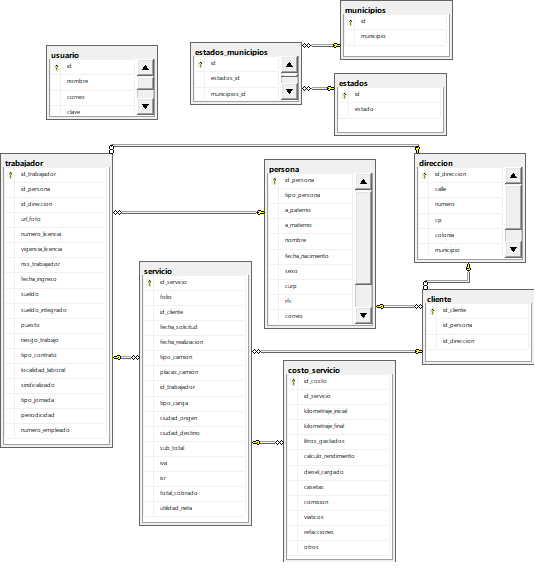 municipios
id
municipio
usuario
id
nombre
correo
clave
estados_municipios
id
estados_id
municipios_id
estados
id
estado
trabajador
id_trabajador
id_persona
id_direccion
url_foto
numero_licencia
vigencia_licencia
nss_trabajador
fecha_ingreso
sueldo
sueldo_integrado
puesto
riesgo_trabajo
tipo_contrato
localidad_laboral
sindicalizado
tipo_jornada
periodicidad
numero_empleado
persona
id_persona
tipo_persona
a_paterno
a_materno
nombre
fecha_nacimiento
sexo
curp
rfc
correo
direccion
id_direccion
calle
numero
cp
colonia
municipio
servicio
id_servicio
folio
id_cliente
fecha_solicitud
fecha_realizacion
tipo_camion
placas_camion
id_trabajador
tipo_carga
ciudad_origen
ciudad_destino
sub_total
iva
isr
total_cobrado
utilidad_neta
cliente
id_cliente
id_persona
id_direccion
costo_servicio
id_costo
id_servicio
kilometraje_inicial
kilometraje_final
litros_gastados
calculo_rendimiento
diesel_cargado
casetas
comision
viaticos
refacciones
otros